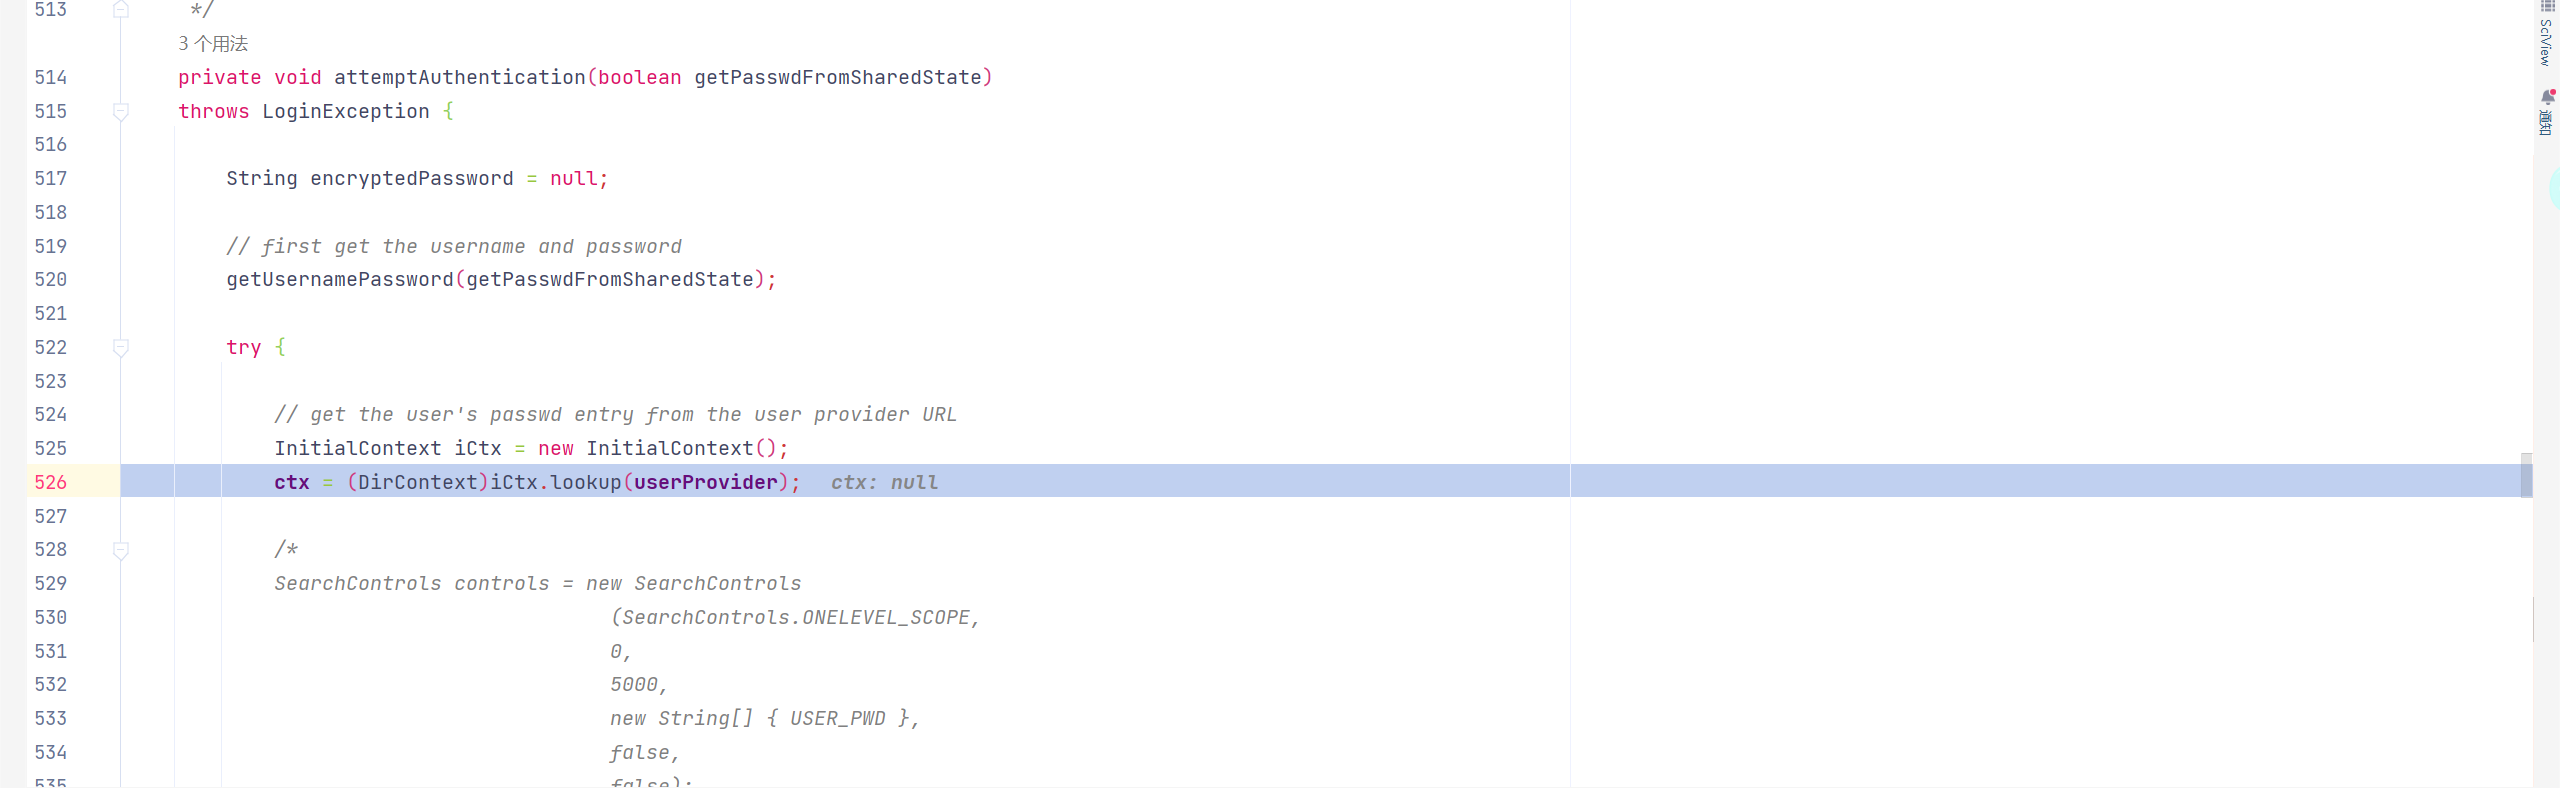 513 */
3 个用法
514 private void attemptAuthentication(boolean getPasswdFromSharedState)
515 throws LoginException {
516
517 String encryptedPassword = null;
518
519 // first get the username and password
520 getUsernamePassword(getPasswdFromSharedState);
521
522 try {
523
524 // get the user's passwd entry from the user provider URL
525 InitialContext iCtx = new InitialContext();
526 ctx = (DirContext)iCtx.lookup(userProvider); ctx: null
527
528 /*
529 SearchControls controls = new SearchControls
530 (SearchControls.ONELEVEL_SCOPE,
531 0,
532 5000,
533 new String[] { USER_PWD },
534 false,
535 false);
SciView
通知